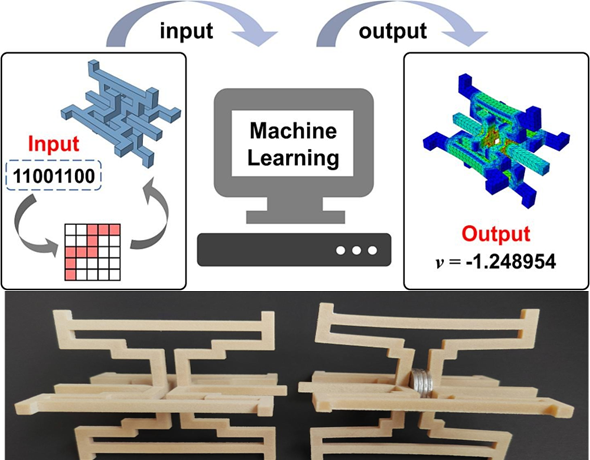 input
output
Machine
Learning
Input
11001100
Output
v = -1.248954